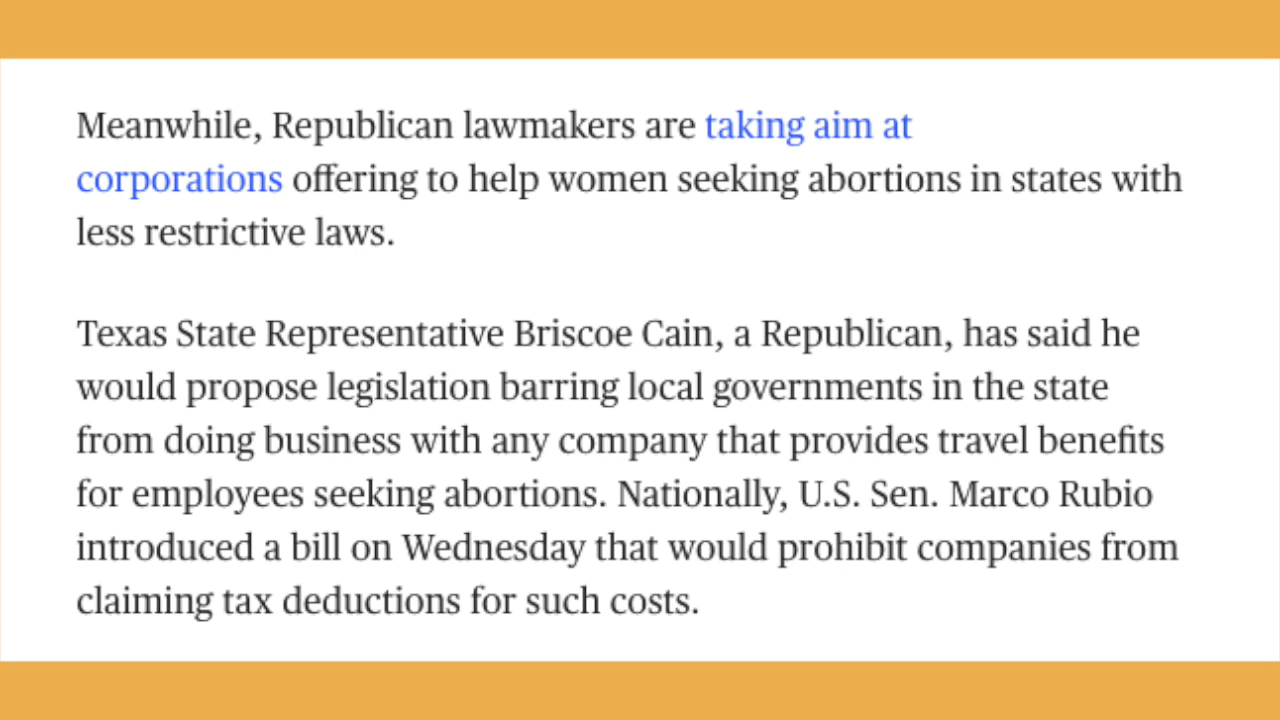 Meanwhile, Republican lawmakers are taking aim at
corporations offering to help women seeking abortions in states with
less restrictive laws.
Texas State Representative Briscoe Cain, a Republican, has said he
would propose legislation barring local governments in the state
from doing business with any company that provides travel benefits
for employees seeking abortions. Nationally, U.S. Sen. Marco Rubio
introduced a bill on Wednesday that would prohibit companies from
claiming tax deductions for such costs.